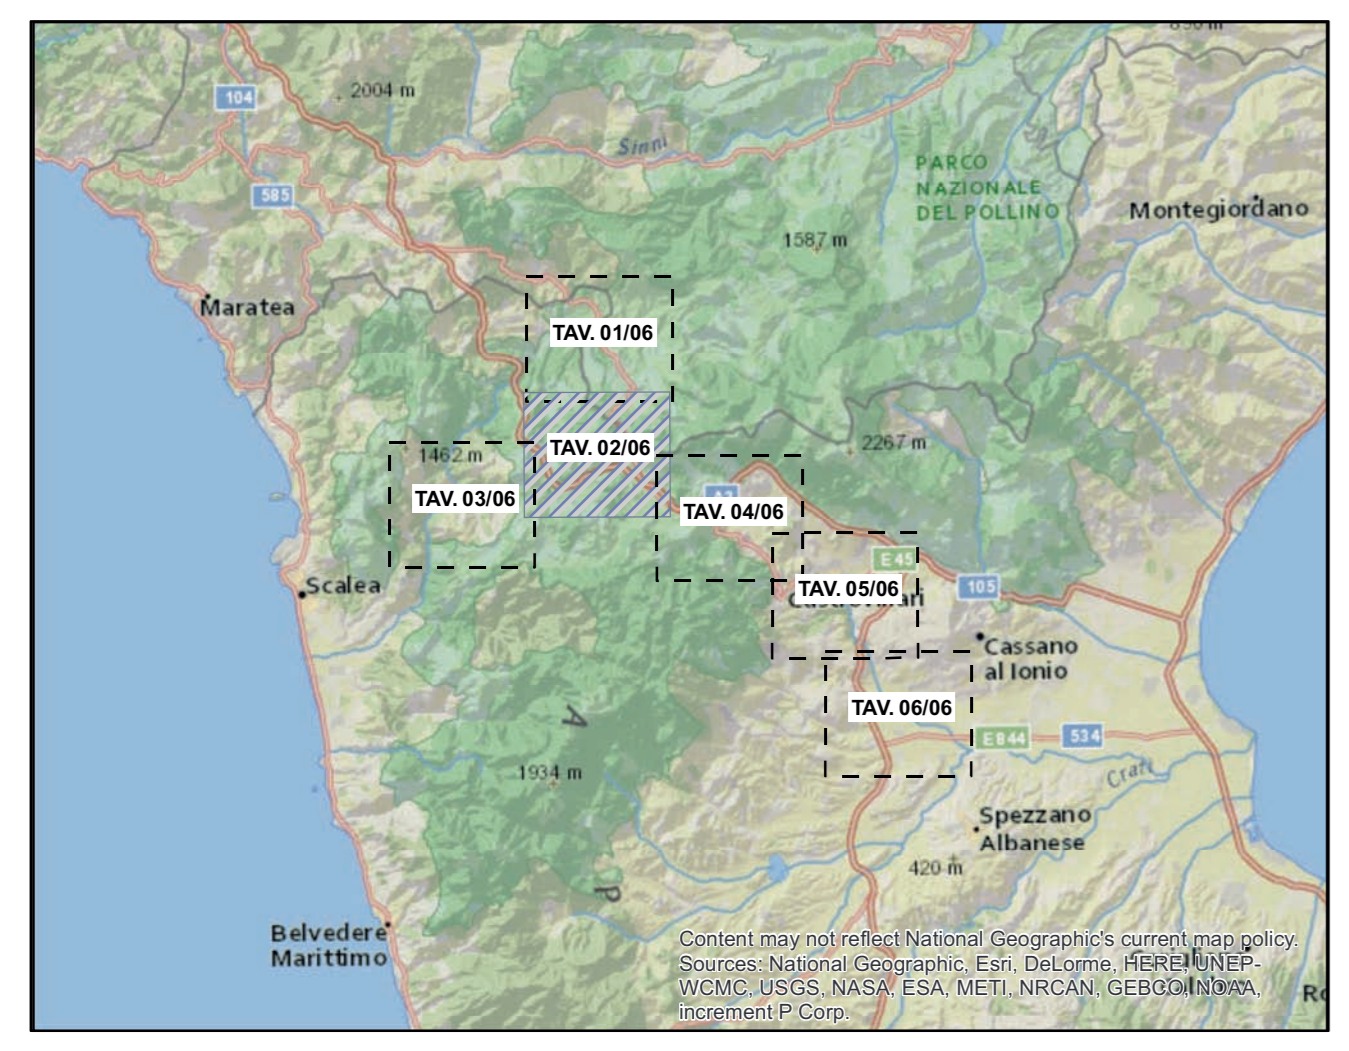 104
2004 m
Sinni
585
PARCO
NAZIONALE
DEL POLLINO
Montegiordano
1587 m
Maratea
TAV. 01/06
TAV. 02/06
2267 m
1462 m
TAV. 03/06
TAV. 04/06
E45
TAV. 05/06
105
Scalea
Cassano
al Ionio
TAV. 06/06
A
E844
534
Crati
1934 m
Spezzano
Albanese
420 m
P
Belvedere
Marittimo
Content may not reflect National Geographic's current map policy.
Sources: National Geographic, Esri, DeLorme, HERE, UNEP-
WCMC, USGS, NASA, ESA, METI, NRCAN, GEBCO, NOAA,
increment P Corp.